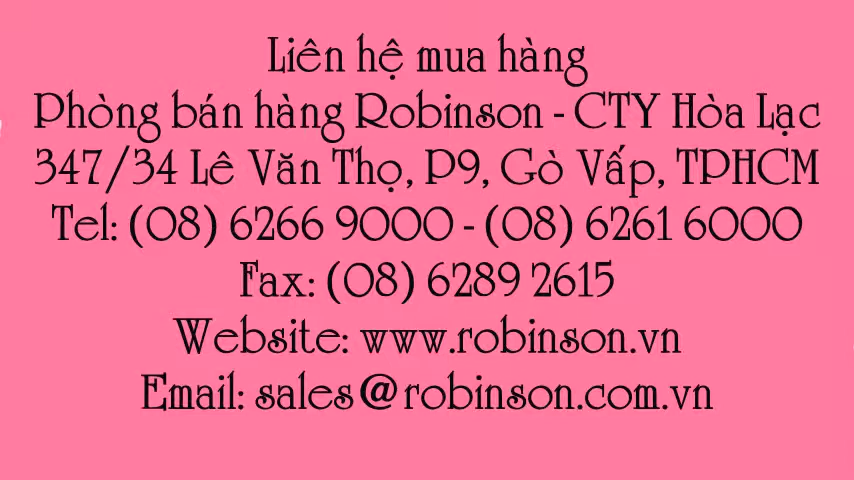 Liên hệ mua hàng
Phòng bán hàng Robinson - CTY Hòa Lạc
347/34 Lê Văn Thọ, P9, Gò Vấp, TPHCM
Tel: (08) 6266 9000 - (08) 6261 6000
Fax: (08) 6289 2615
Website: www.robinson.vn
Email: sales@robinson.com.vn